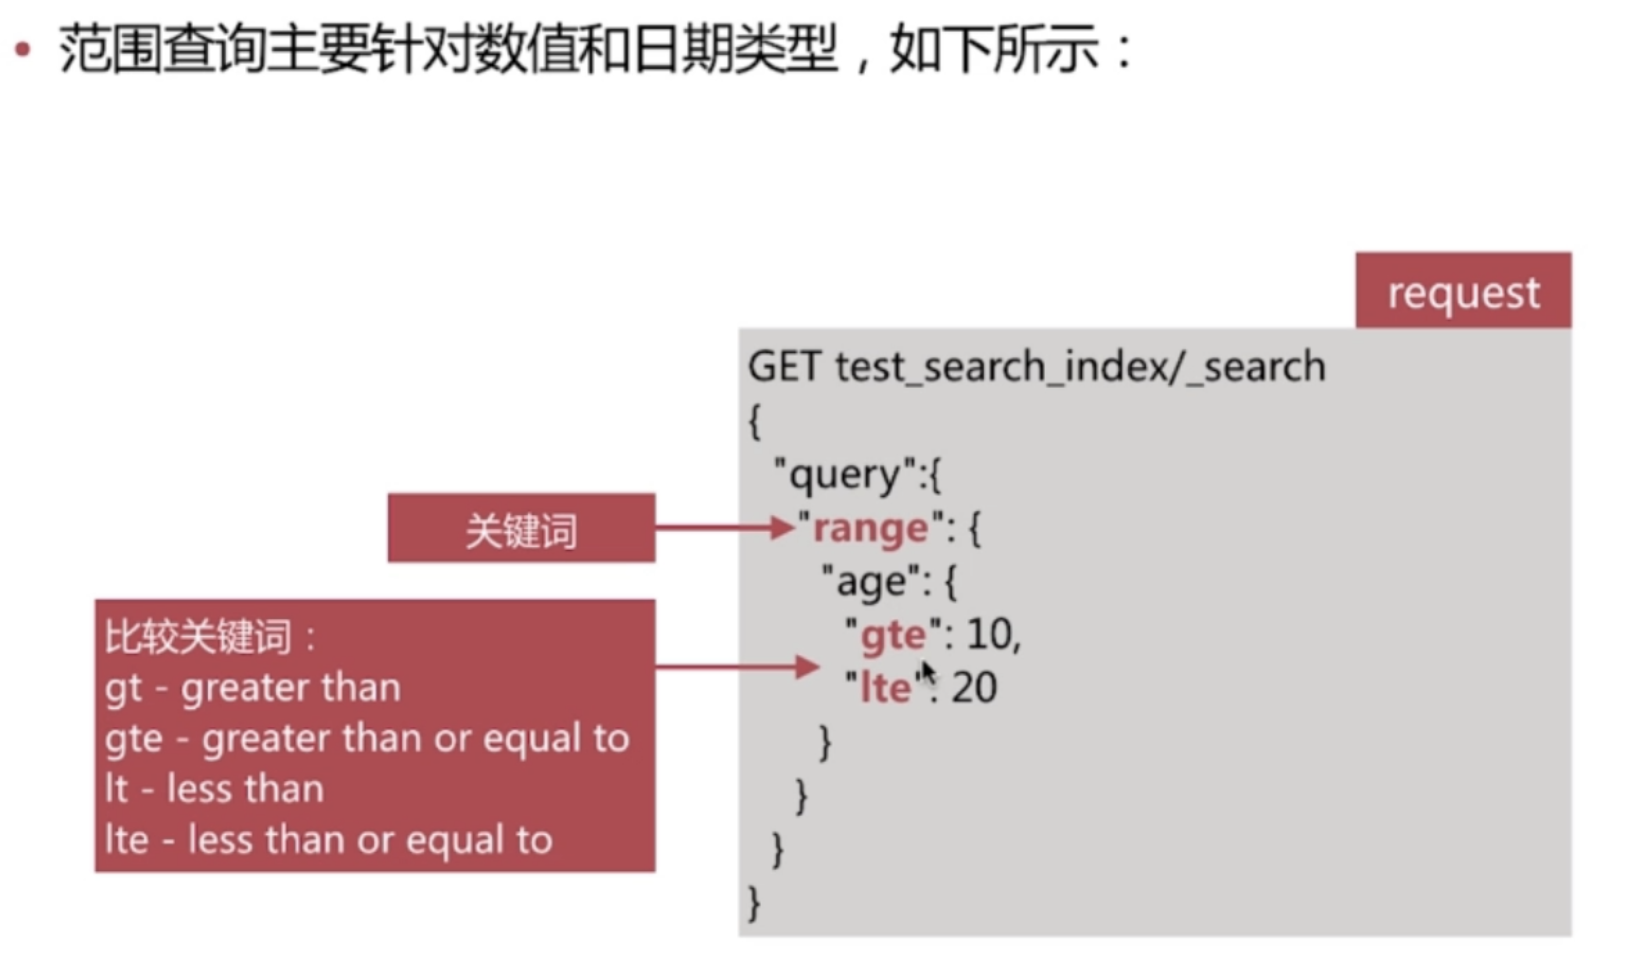 • 范围查询主要针对数值和日期类型，如下所示：
request
GET test_search_index/_search
{
"query":{
关键词
"range": {
"age": {
"gte": 10,
"lte": 20
}
}
}
}
比较关键词：
gt - greater than
gte - greater than or equal to
lt - less than
lte - less than or equal to